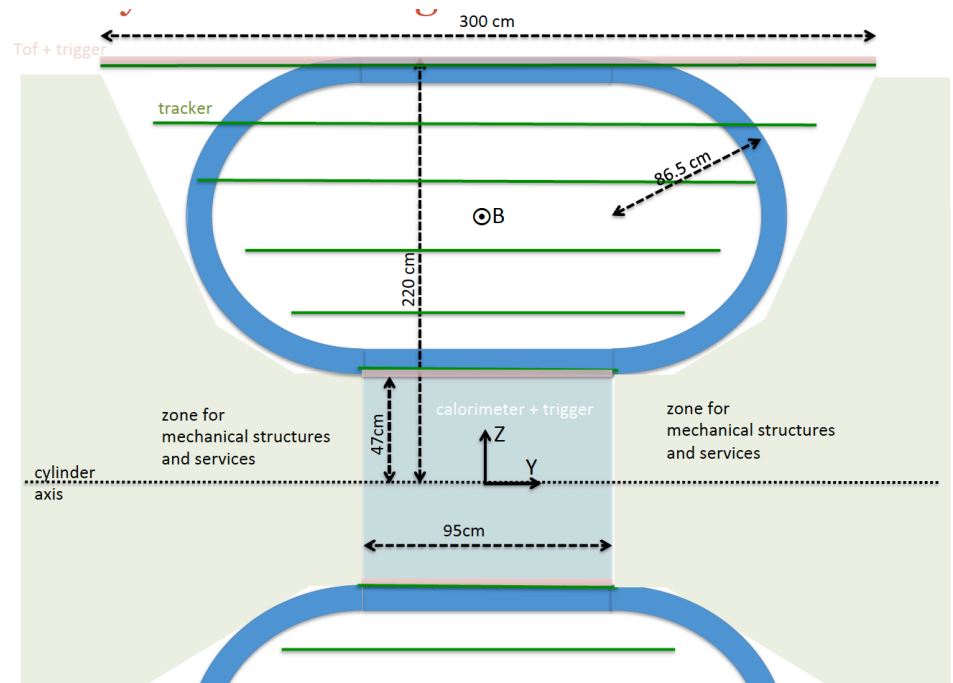 300 cm
Tof + trigger
tracker
86.5 cm
B
220 cm
calorimeter + trigger
47cm
Z
Y
zone for
mechanical structures
and services
zone for
mechanical structures
and services
cylinder
axis
95cm